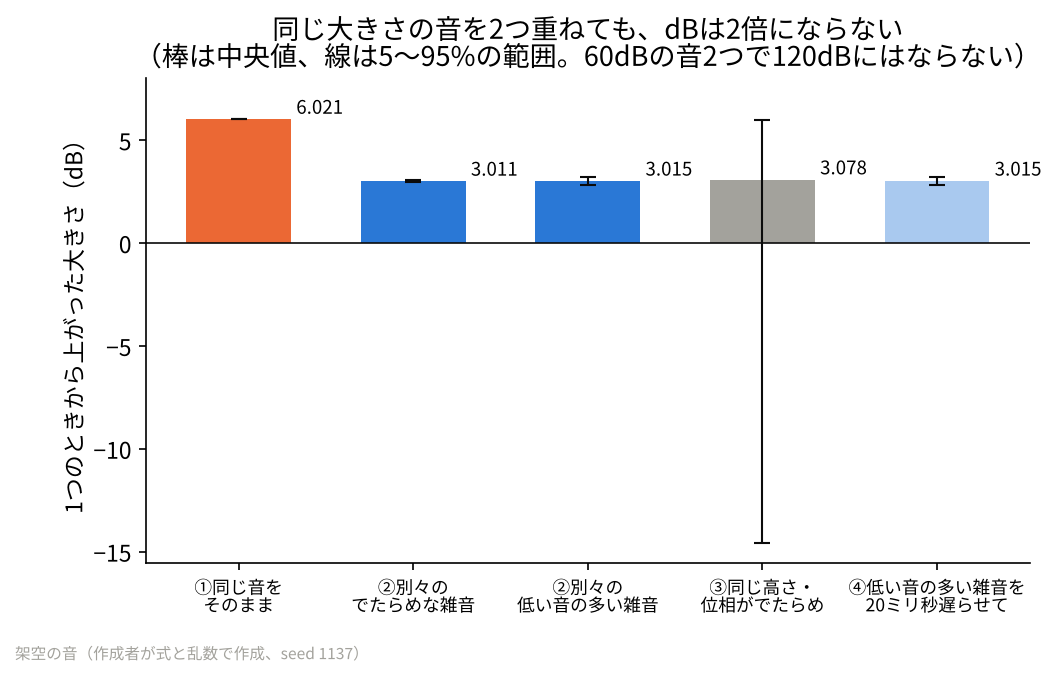 同じ大きさの音を2つ重ねても、dBは2倍にならない
（棒は中央値、線は5〜95%の範囲。60dBの音2つで120dBにはならない）
1つのときから上がった大きさ（dB）
5
0
−5
−10
−15
6.021
3.011
3.015
3.078
3.015
①同じ音を
そのまま
②別々の
でたらめな雑音
②別々の
低い音の多い雑音
③同じ高さ・
位相がでたらめ
④低い音の多い雑音を
20ミリ秒遅らせて
架空の音（作成者が式と乱数で作成、seed 1137）